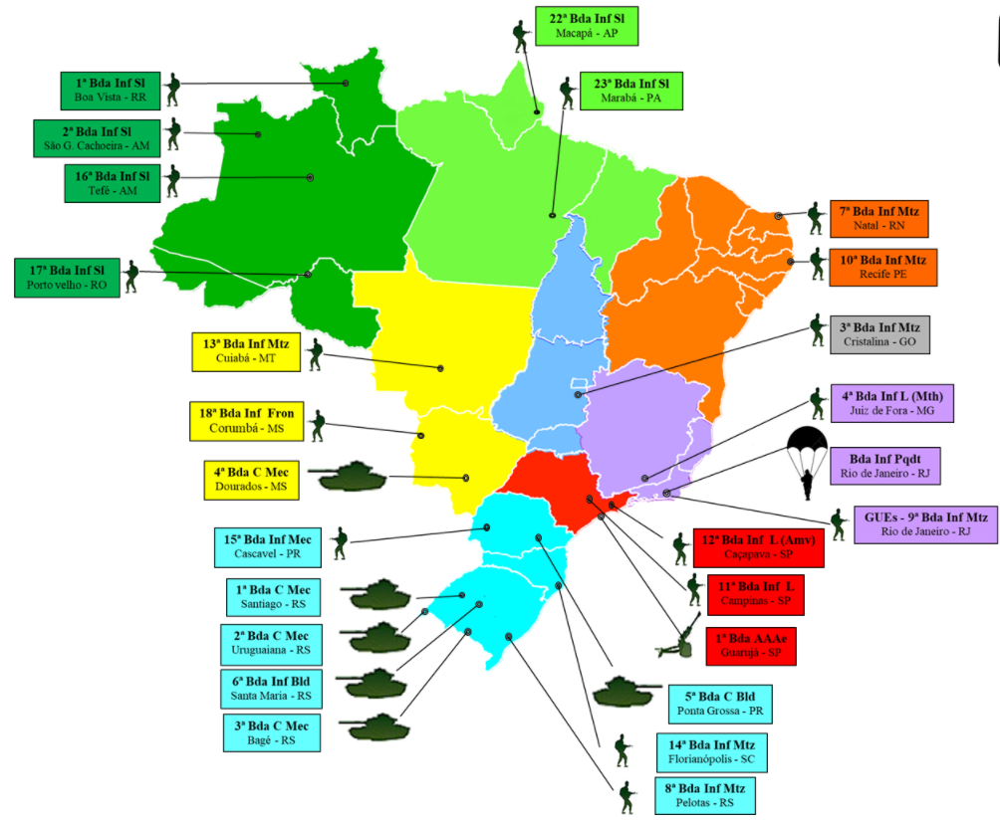 22ª Bda Inf Sl
Macapá - AP
1ª Bda Inf Sl
Boa Vista - RR
23ª Bda Inf Sl
Marabá - PA
2ª Bda Inf Sl
São G. Cachoeira - AM
16ª Bda Inf Sl
Tefé - AM
7ª Bda Inf Mtz
Natal - RN
17ª Bda Inf Sl
Porto velho - RO
10ª Bda Inf Mtz
Recife PE
13ª Bda Inf Mtz
Cuiabá - MT
3ª Bda Inf Mtz
Cristalina - GO
18ª Bda Inf Fron
Corumbá - MS
4ª Bda Inf L (Mth)
Juiz de Fora - MG
4ª Bda C Mec
Dourados - MS
Bda Inf Pqdt
Rio de Janeiro - RJ
GUEs - 9ª Bda Inf Mtz
Rio de Janeiro - RJ
15ª Bda Inf Mec
Cascavel - PR
12ª Bda Inf L (Amv)
Caçapava - SP
1ª Bda C Mec
Santiago - RS
11ª Bda Inf L
Campinas - SP
2ª Bda C Mec
Uruguaiana - RS
1ª Bda AAAe
Guarujá - SP
6ª Bda Inf Bld
Santa Maria - RS
5ª Bda C Bld
Ponta Grossa - PR
3ª Bda C Mec
Bagé - RS
14ª Bda Inf Mtz
Florianópolis - SC
8ª Bda Inf Mtz
Pelotas - RS